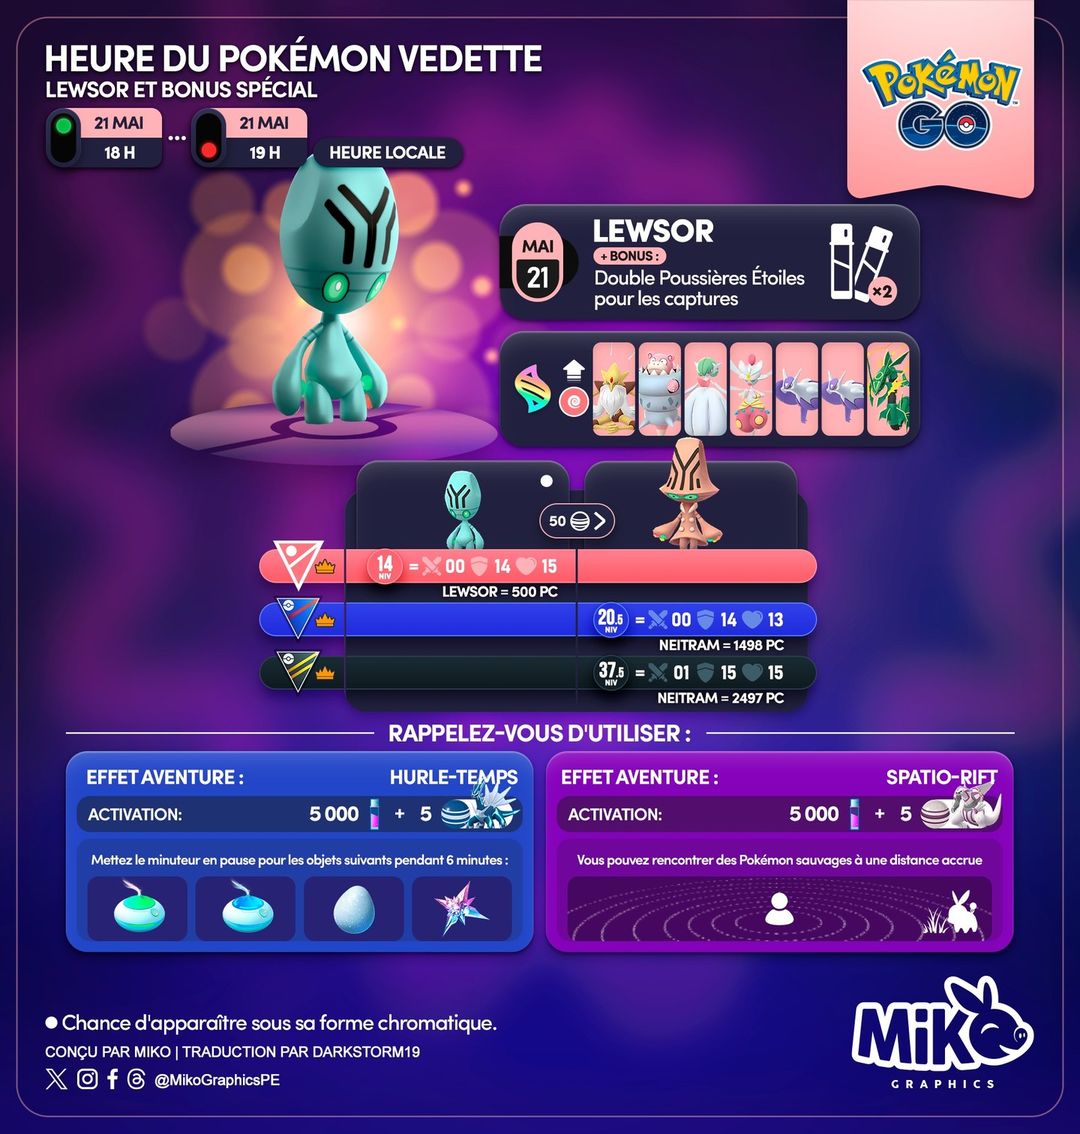 HEURE DU POKÉMON VEDETTE
LEWSOR ET BONUS SPÉCIAL
21 MAI
18 H
...
21 MAI
19 H
HEURE LOCALE
POKÉMON
GO
MAI
21
LEWSOR
+ BONUS :
Double Poussières Étoiles
pour les captures
×2
50
14
NIV
= 00 14 15
LEWSOR = 500 PC
20.5
NIV
= 00 14 13
NEITRAM = 1498 PC
37.5
NIV
= 01 15 15
NEITRAM = 2497 PC
RAPPELEZ-VOUS D'UTILISER :
EFFET AVENTURE : HURLE-TEMPS
ACTIVATION: 5 000 + 5
Mettez le minuteur en pause pour les objets suivants pendant 6 minutes :
EFFET AVENTURE : SPATIO-RIFT
ACTIVATION: 5 000 + 5
Vous pouvez rencontrer des Pokémon sauvages à une distance accrue
Chance d'apparaître sous sa forme chromatique.
CONÇU PAR MIKO | TRADUCTION PAR DARKSTORM19
@MikoGraphicsPE
MiKO
GRAPHICS